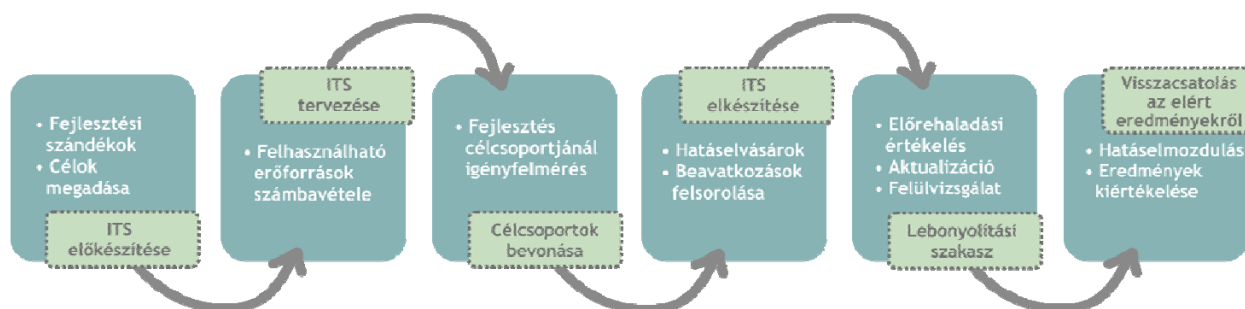 • Fejlesztési
szándékok
• Célok
megadása
ITS
előkészítése
ITS
tervezése
• Felhasználható
erőforrások
számbavétele
• Fejlesztés
célcsoportjánál
igényfelmérés
Célcsoportok
bevonása
ITS
elkészítése
• Hatáselvásárok
• Beavatkozások
felsorolása
• Előrehaladási
értékelés
• Aktualizáció
• Felülvizsgálat
Lebonyolítási
szakasz
Visszacsatolás
az elért
eredményekről
• Hatáselmozdulás
• Eredmények
kiértékelése